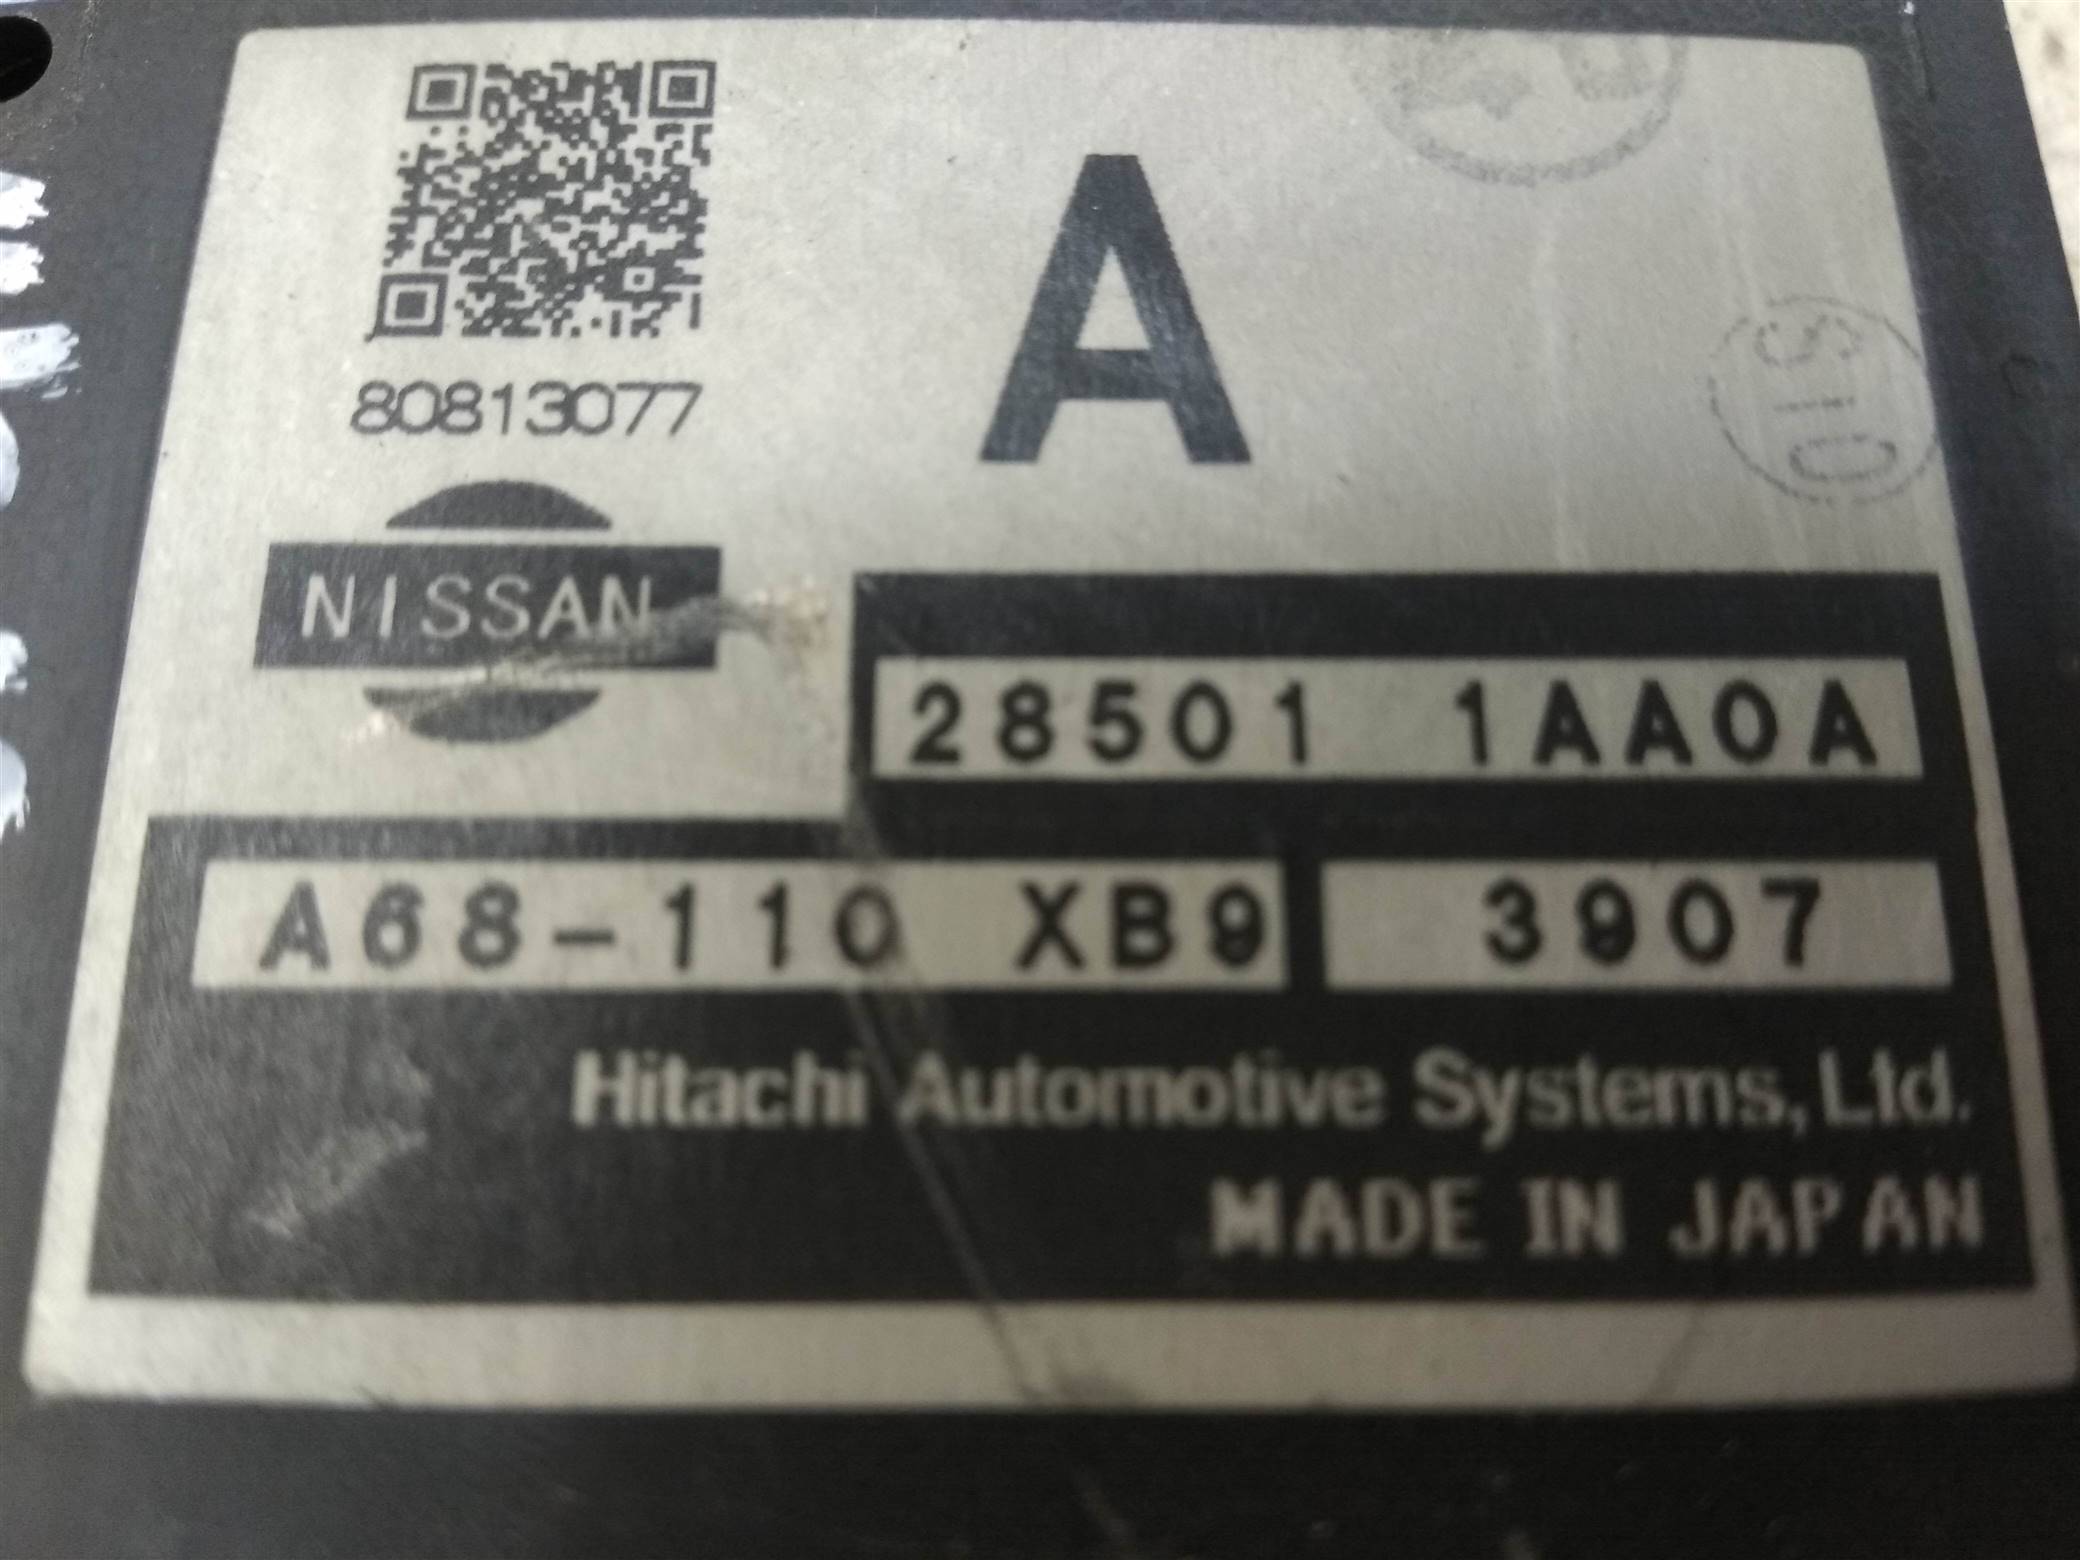 A
80813077
NISSAN
28501 1AA0A
A68-110 XB9 3907
Hitachi Automotive Systems, Ltd.
MADE IN JAPAN